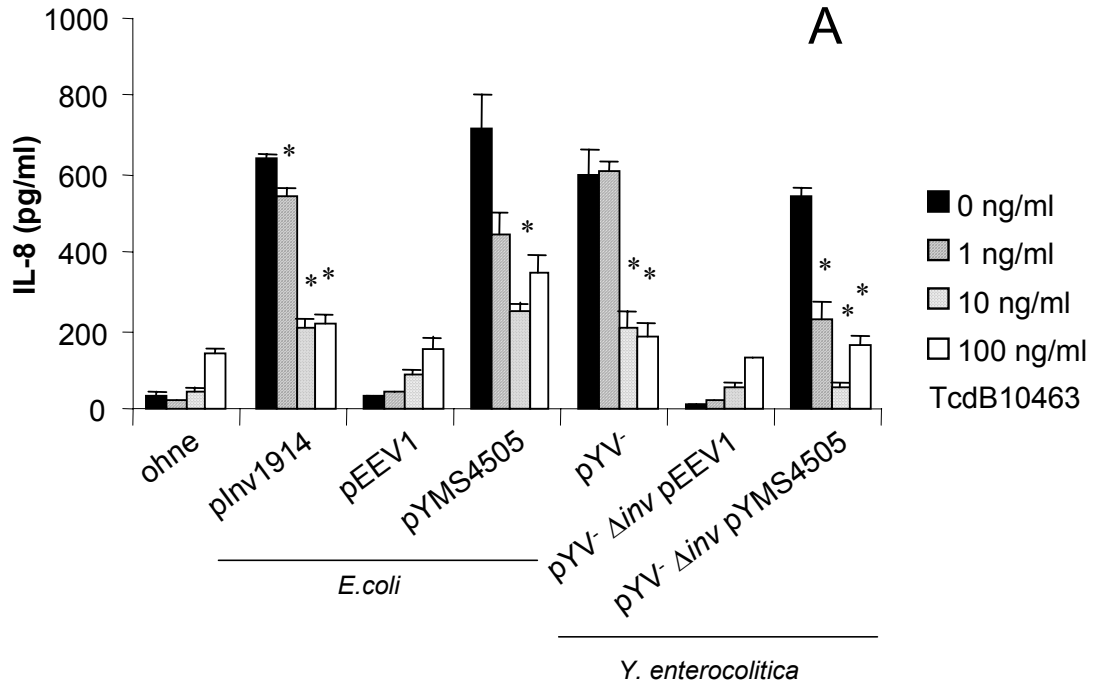 A
1000
800
600
400
200
0
IL-8 (pg/ml)
*
* *
*
* *
*
* *
0 ng/ml
1 ng/ml
10 ng/ml
100 ng/ml
TcdB10463
ohne
pInv1914
pEEV1
pYMS4505
pYV-
pYV- Δinv pEEV1
pYV- Δinv pYMS4505
E.coli
Y. enterocolitica